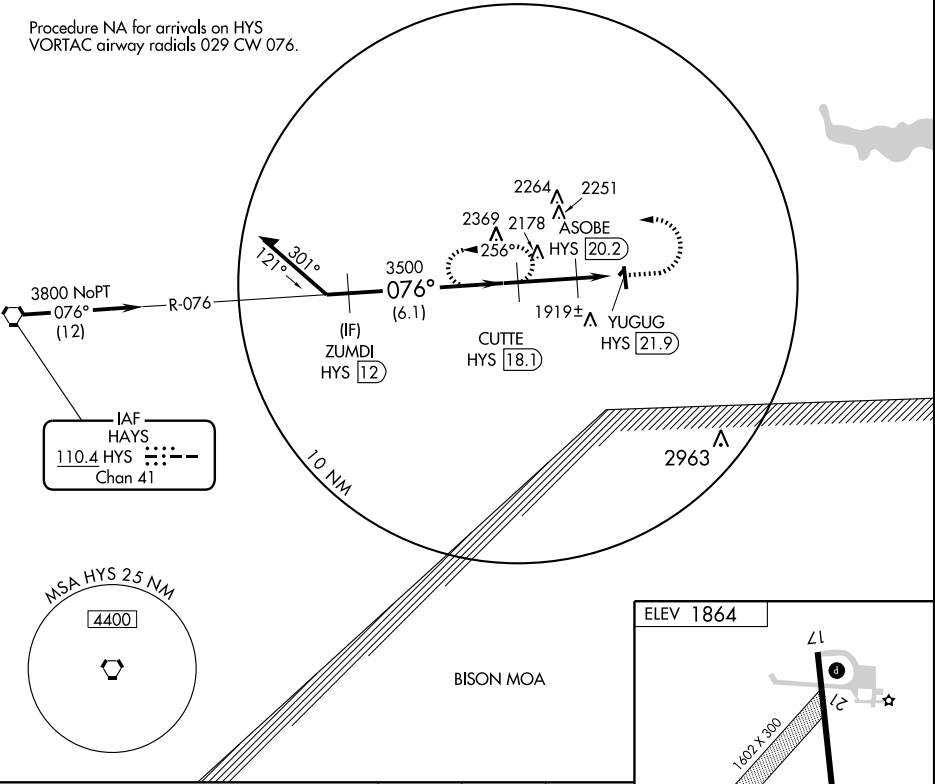 Procedure NA for arrivals on HYS
VORTAC airway radials 029 CW 076.
2264
2251
2369
2178
ASOBE
HYS 20.2
256°
301°
121°
3500
076°
(6.1)
3800 NoPT
076°
(12)
R-076
1919±
(IF)
ZUMDI
HYS 12
CUTTE
HYS 18.1
YUGUG
HYS 21.9
IAF
HAYS
110.4 HYS
Chan 41
2963
10 NM
MSA HYS 25 NM
4400
BISON MOA
ELEV 1864
17
P
21
1602 X 300